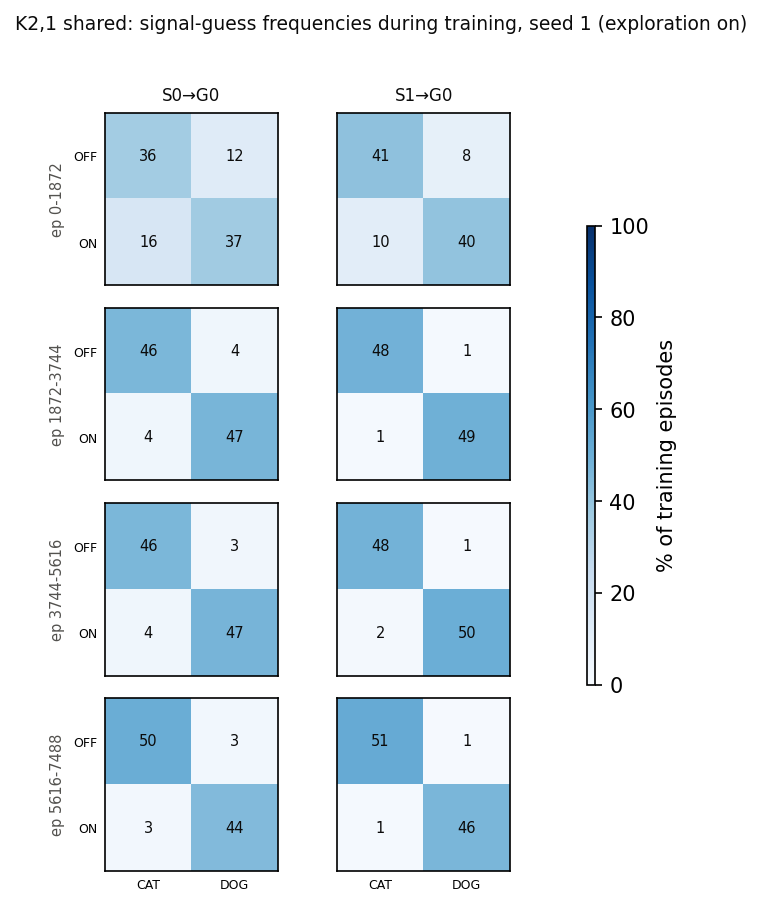 K2,1 shared: signal-guess frequencies during training, seed 1 (exploration on)
S0→G0 S1→G0
ep 0-1872
OFF 36 12 41 8
ON 16 37 10 40
ep 1872-3744
OFF 46 4 48 1
ON 4 47 1 49
ep 3744-5616
OFF 46 3 48 1
ON 4 47 2 50
ep 5616-7488
OFF 50 3 51 1
ON 3 44 1 46
CAT DOG CAT DOG
100
80
60
40
20
0
% of training episodes